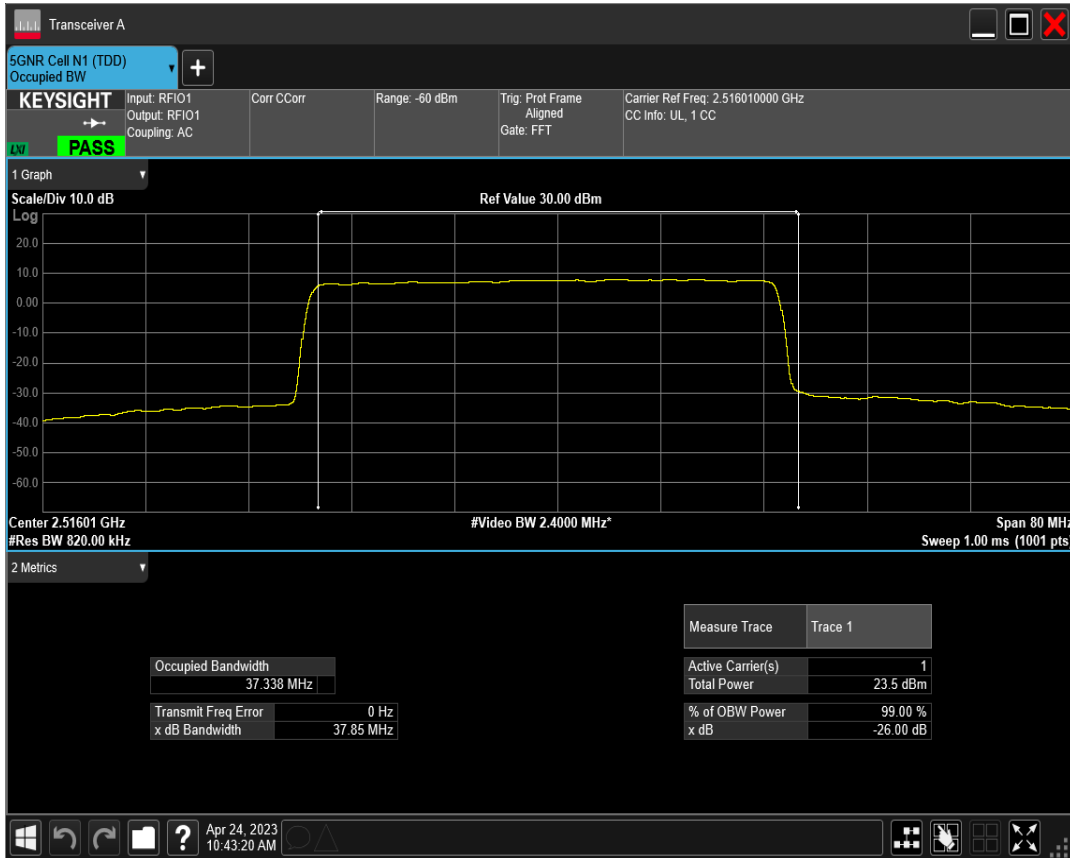 Transceiver A
5GNR Cell N1 (TDD)
Occupied BW
+
KEYSIGHT
LXI
PASS
Input: RFIO1
Output: RFIO1
Coupling: AC
Corr CCorr
Range: -60 dBm
Trig: Prot Frame
Aligned
Gate: FFT
Carrier Ref Freq: 2.516010000 GHz
CC Info: UL, 1 CC
1 Graph
Scale/Div 10.0 dB
Ref Value 30.00 dBm
Log
20.0
10.0
0.00
-10.0
-20.0
-30.0
-40.0
-50.0
-60.0
Center 2.51601 GHz
#Video BW 2.4000 MHz*
Span 80 MHz
#Res BW 820.00 kHz
Sweep 1.00 ms (1001 pts)
2 Metrics
Measure Trace
Trace 1
Occupied Bandwidth
37.338 MHz
Transmit Freq Error
0 Hz
x dB Bandwidth
37.85 MHz
Active Carrier(s)
1
Total Power
23.5 dBm
% of OBW Power
99.00 %
x dB
-26.00 dB
?
Apr 24, 2023
10:43:20 AM